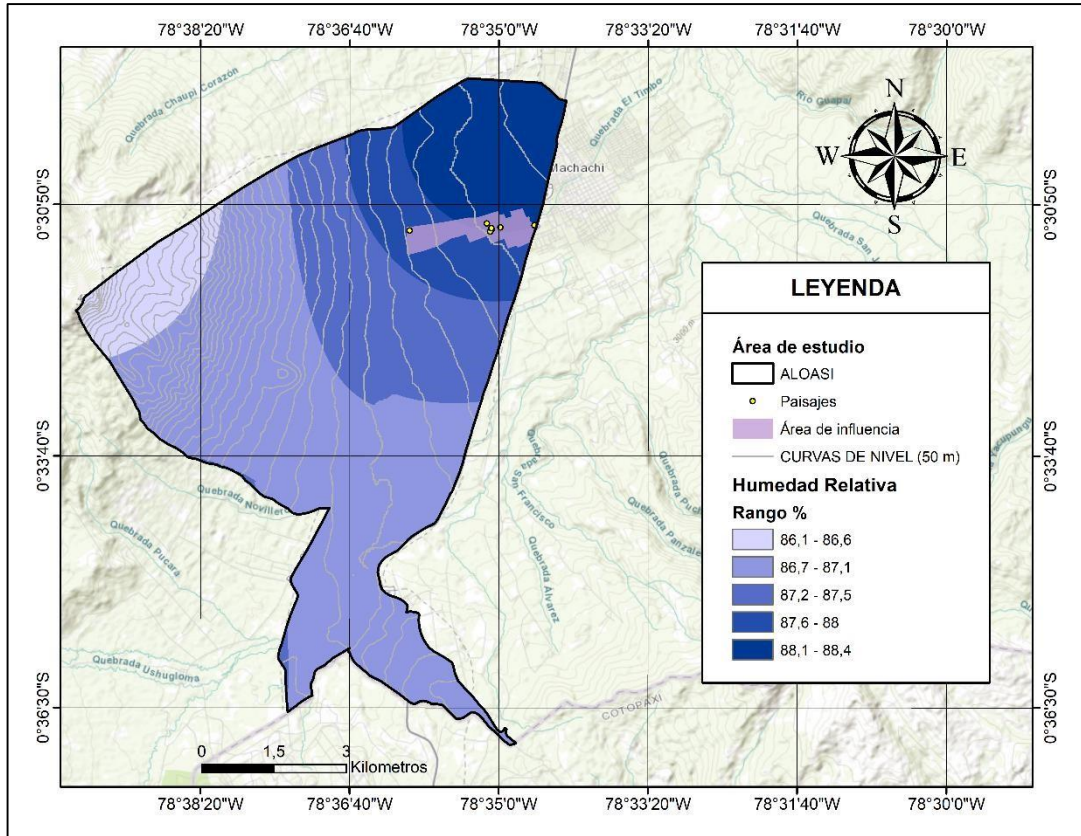 78°38'20"W 78°36'40"W 78°35'0"W 78°33'20"W 78°31'40"W 78°30'0"W
Quebrada Chaupi Corazón
Quebrada El Timbo
Río Guapal
N
W E
S
Machachi
0°30'50"S 0°30'50"S
Quebrada San J
LEYENDA
Área de estudio
ALOASI
Paisajes
Área de influencia
CURVAS DE NIVEL (50 m)
Humedad Relativa
Rango %
86,1 - 86,6
86,7 - 87,1
87,2 - 87,5
87,6 - 88
88,1 - 88,4
3000 m
0°33'40"S 0°33'40"S
Yacupungu
San Francisco
Quebrada Novillero
Quebrada Pucara
Quebrada Puch
Quebrada Panzale
Quebrada Alvarez
Quebrada Ushugloma
0°36'30"S 0°36'30"S
COTOPAXI
0 1,5 3
Kilometros
78°38'20"W 78°36'40"W 78°35'0"W 78°33'20"W 78°31'40"W 78°30'0"W